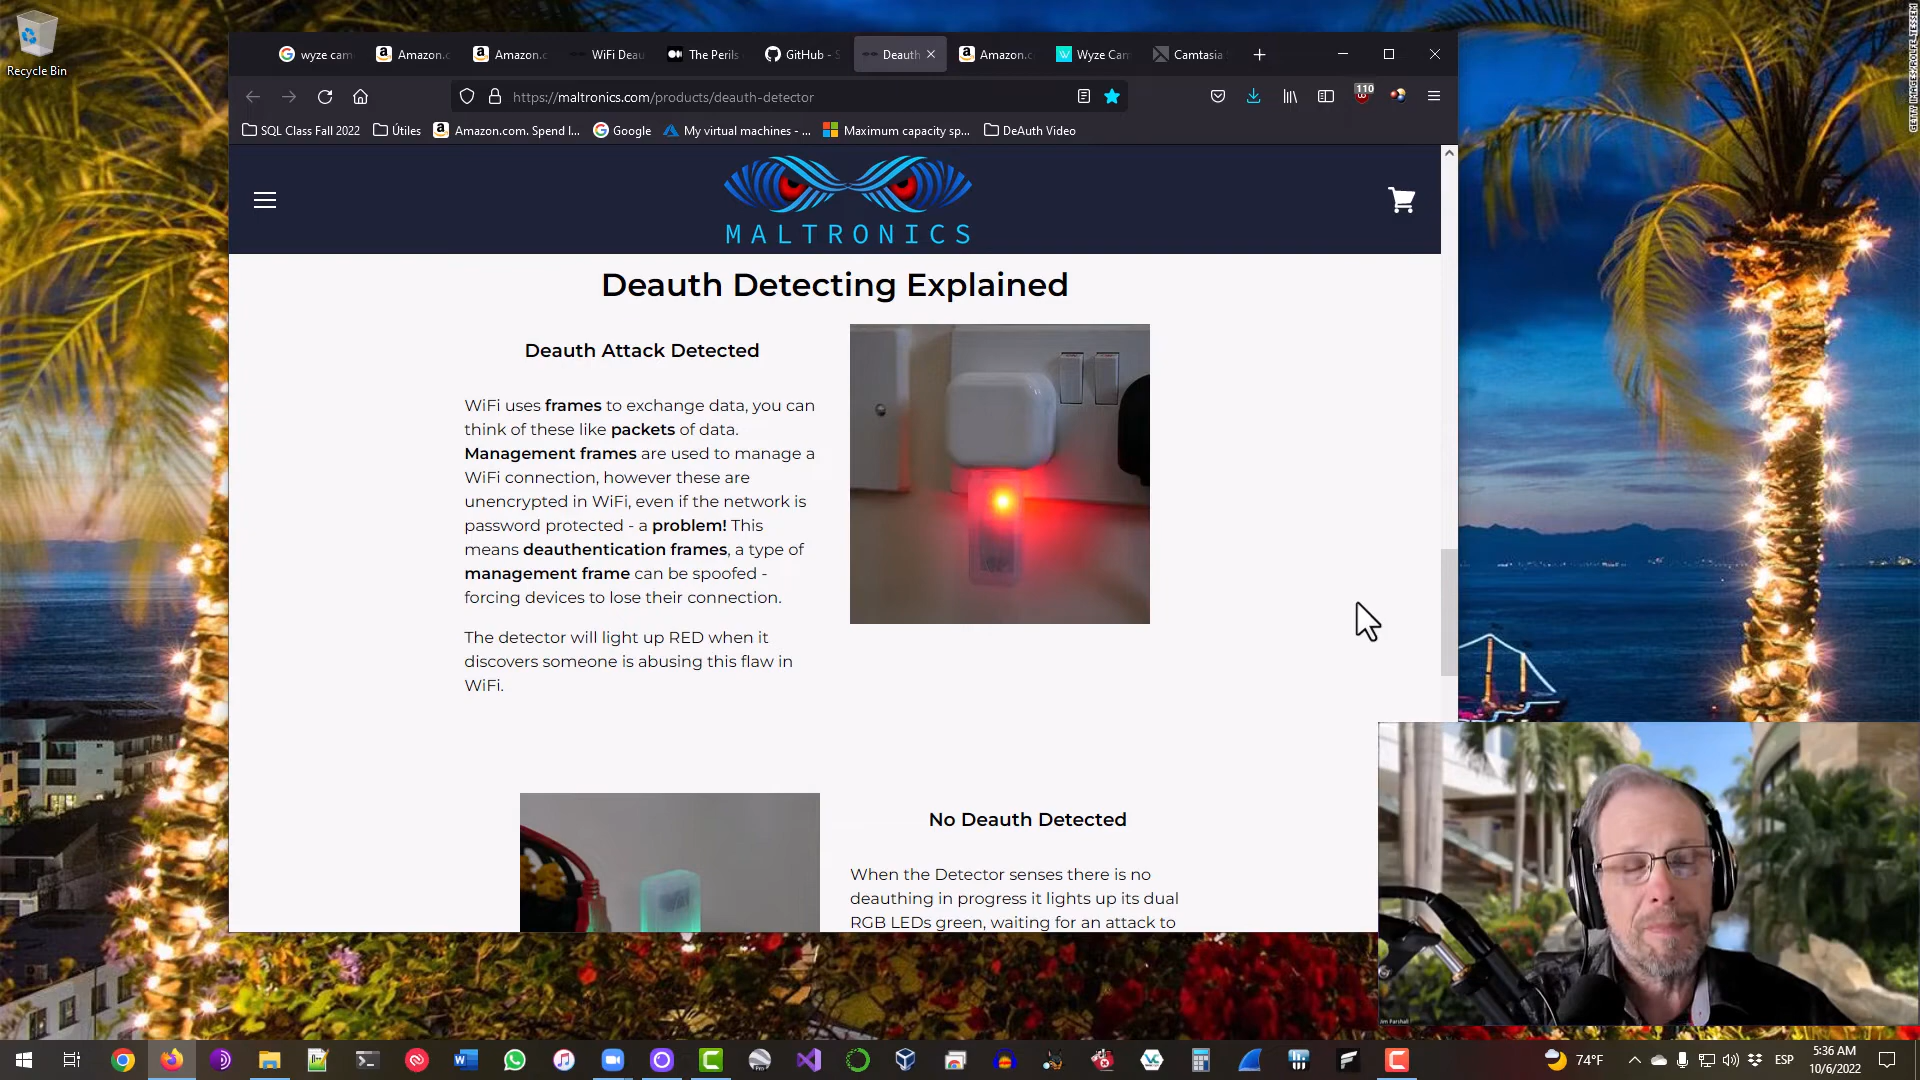 Recycle Bin
wyze cam
Amazon.c
Amazon.c
WiFi Deau
The Perils
GitHub - S
Deauth
Amazon.c
Wyze Cam
Camtasia
https://maltronics.com/products/deauth-detector
110
SQL Class Fall 2022
Útiles
Amazon.com. Spend l...
Google
My virtual machines - ...
Maximum capacity sp...
DeAuth Video
MALTRONICS
Deauth Detecting Explained
Deauth Attack Detected
WiFi uses frames to exchange data, you can
think of these like packets of data.
Management frames are used to manage a
WiFi connection, however these are
unencrypted in WiFi, even if the network is
password protected - a problem! This
means deauthentication frames, a type of
management frame can be spoofed -
forcing devices to lose their connection.
The detector will light up RED when it
discovers someone is abusing this flaw in
WiFi.
No Deauth Detected
When the Detector senses there is no
deauthing in progress it lights up its dual
RGB LEDs green, waiting for an attack to
GETTY IMAGES/ROLFE TESSEM
Jim Parshall
74°F
ESP
5:36 AM
10/6/2022